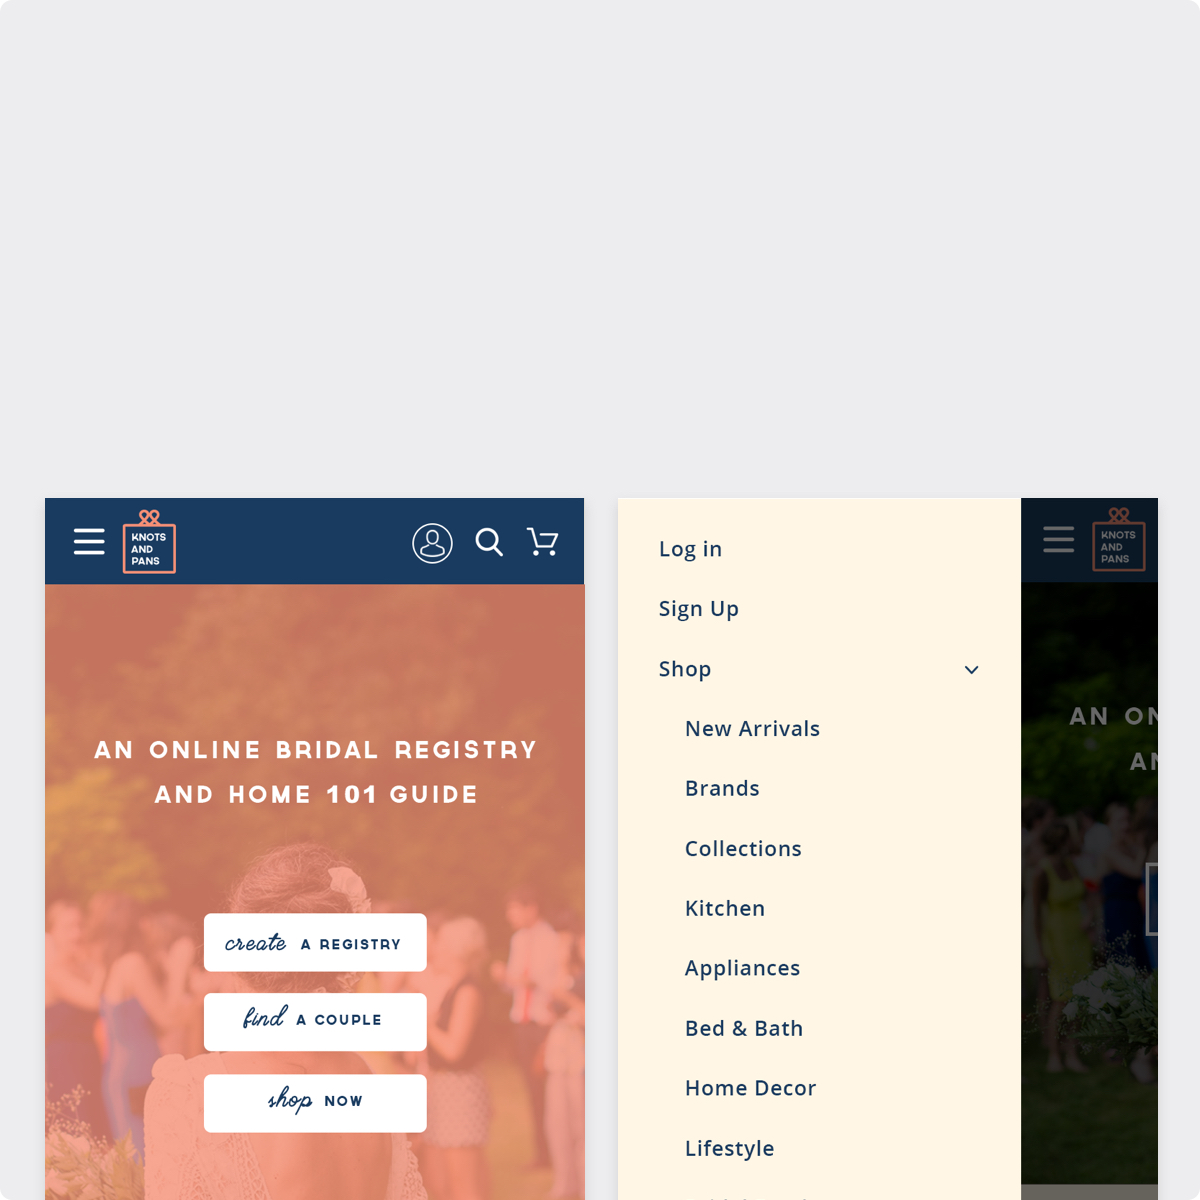 KNOTS
AND
PANS
AN ONLINE BRIDAL REGISTRY
AND HOME 101 GUIDE
create A REGISTRY
find A COUPLE
shop NOW
Log in
Sign Up
Shop
New Arrivals
Brands
Collections
Kitchen
Appliances
Bed & Bath
Home Decor
Lifestyle
KNOTS
AND
PANS
AN ON
AN